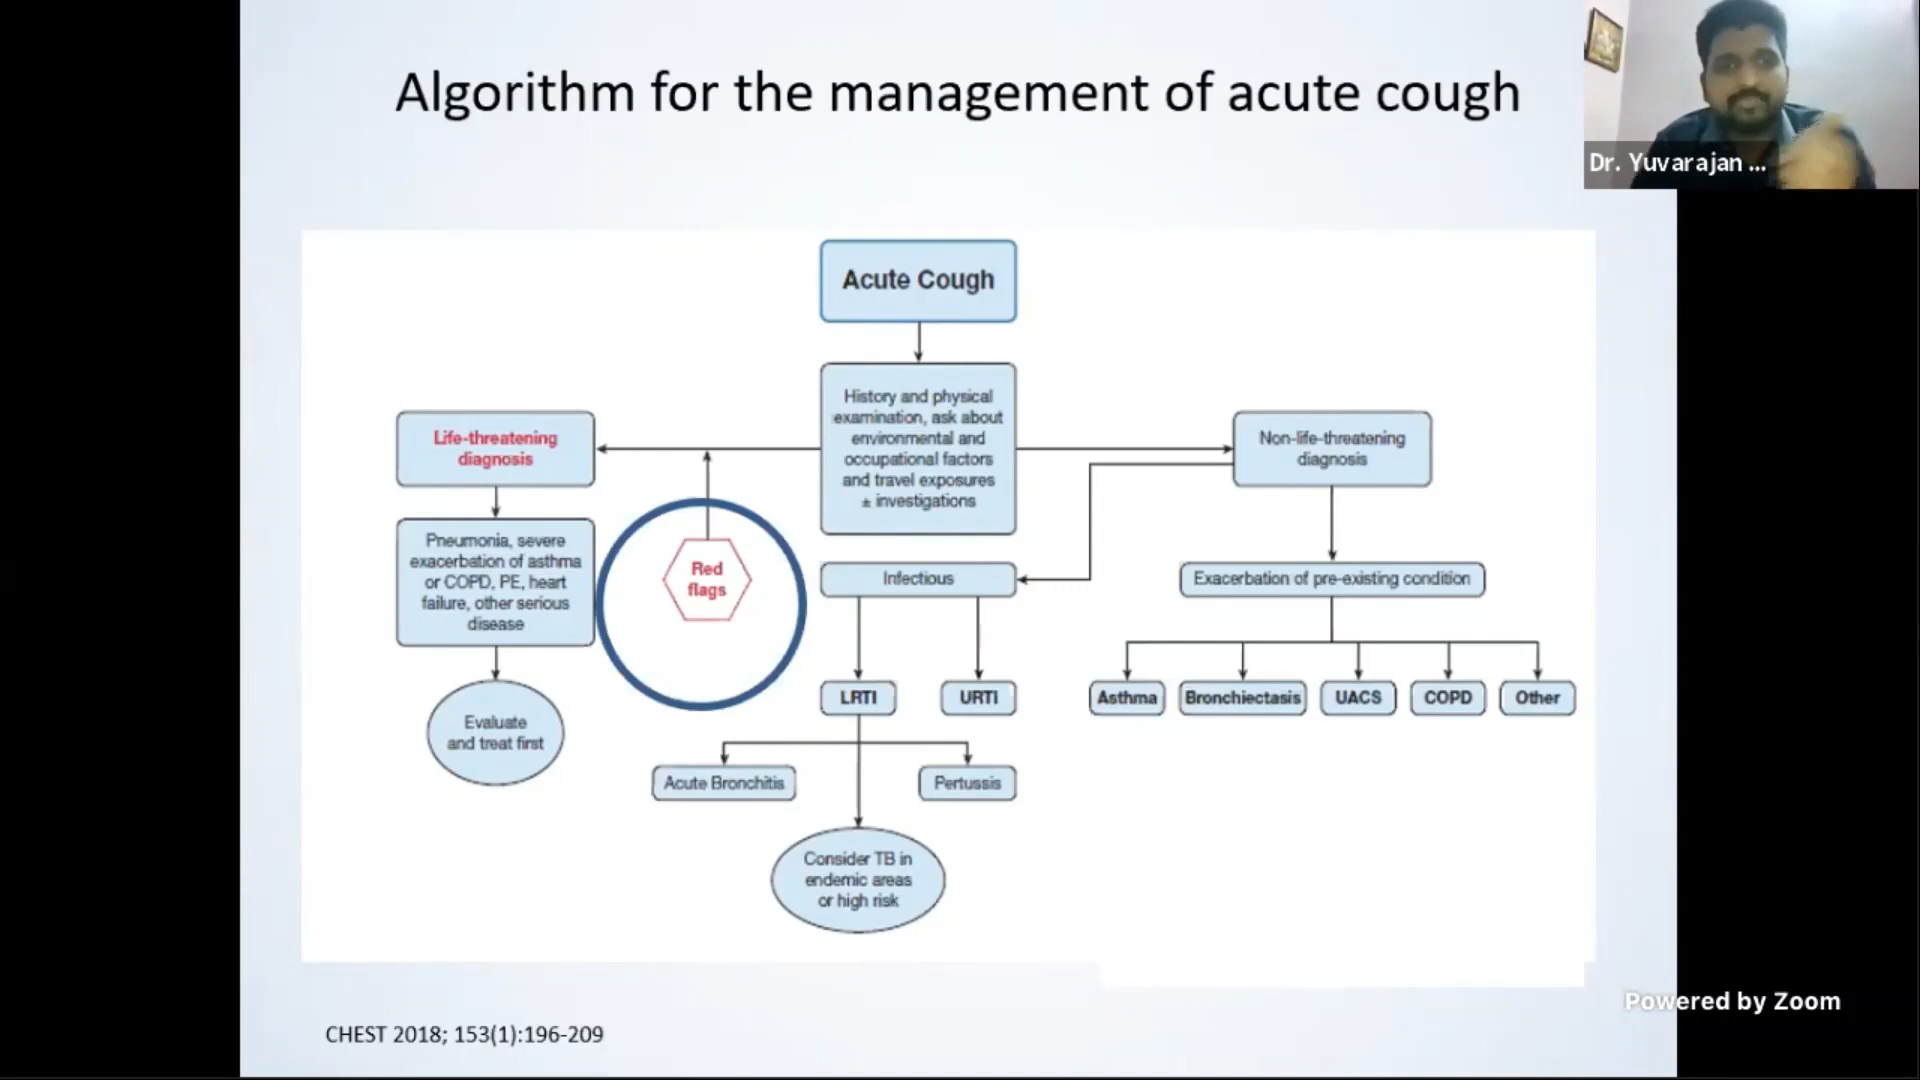 Algorithm for the management of acute cough
Dr. Yuvarajan ...
Acute Cough
History and physical
examination, ask about
environmental and
occupational factors
and travel exposures
± investigations
Life-threatening
diagnosis
Non-life-threatening
diagnosis
Pneumonia, severe
exacerbation of asthma
or COPD, PE, heart
failure, other serious
disease
Red
flags
Infectious
Exacerbation of pre-existing condition
Evaluate
and treat first
LRTI
URTI
Asthma
Bronchiectasis
UACS
COPD
Other
Acute Bronchitis
Pertussis
Consider TB in
endemic areas
or high risk
Powered by Zoom
CHEST 2018; 153(1):196-209